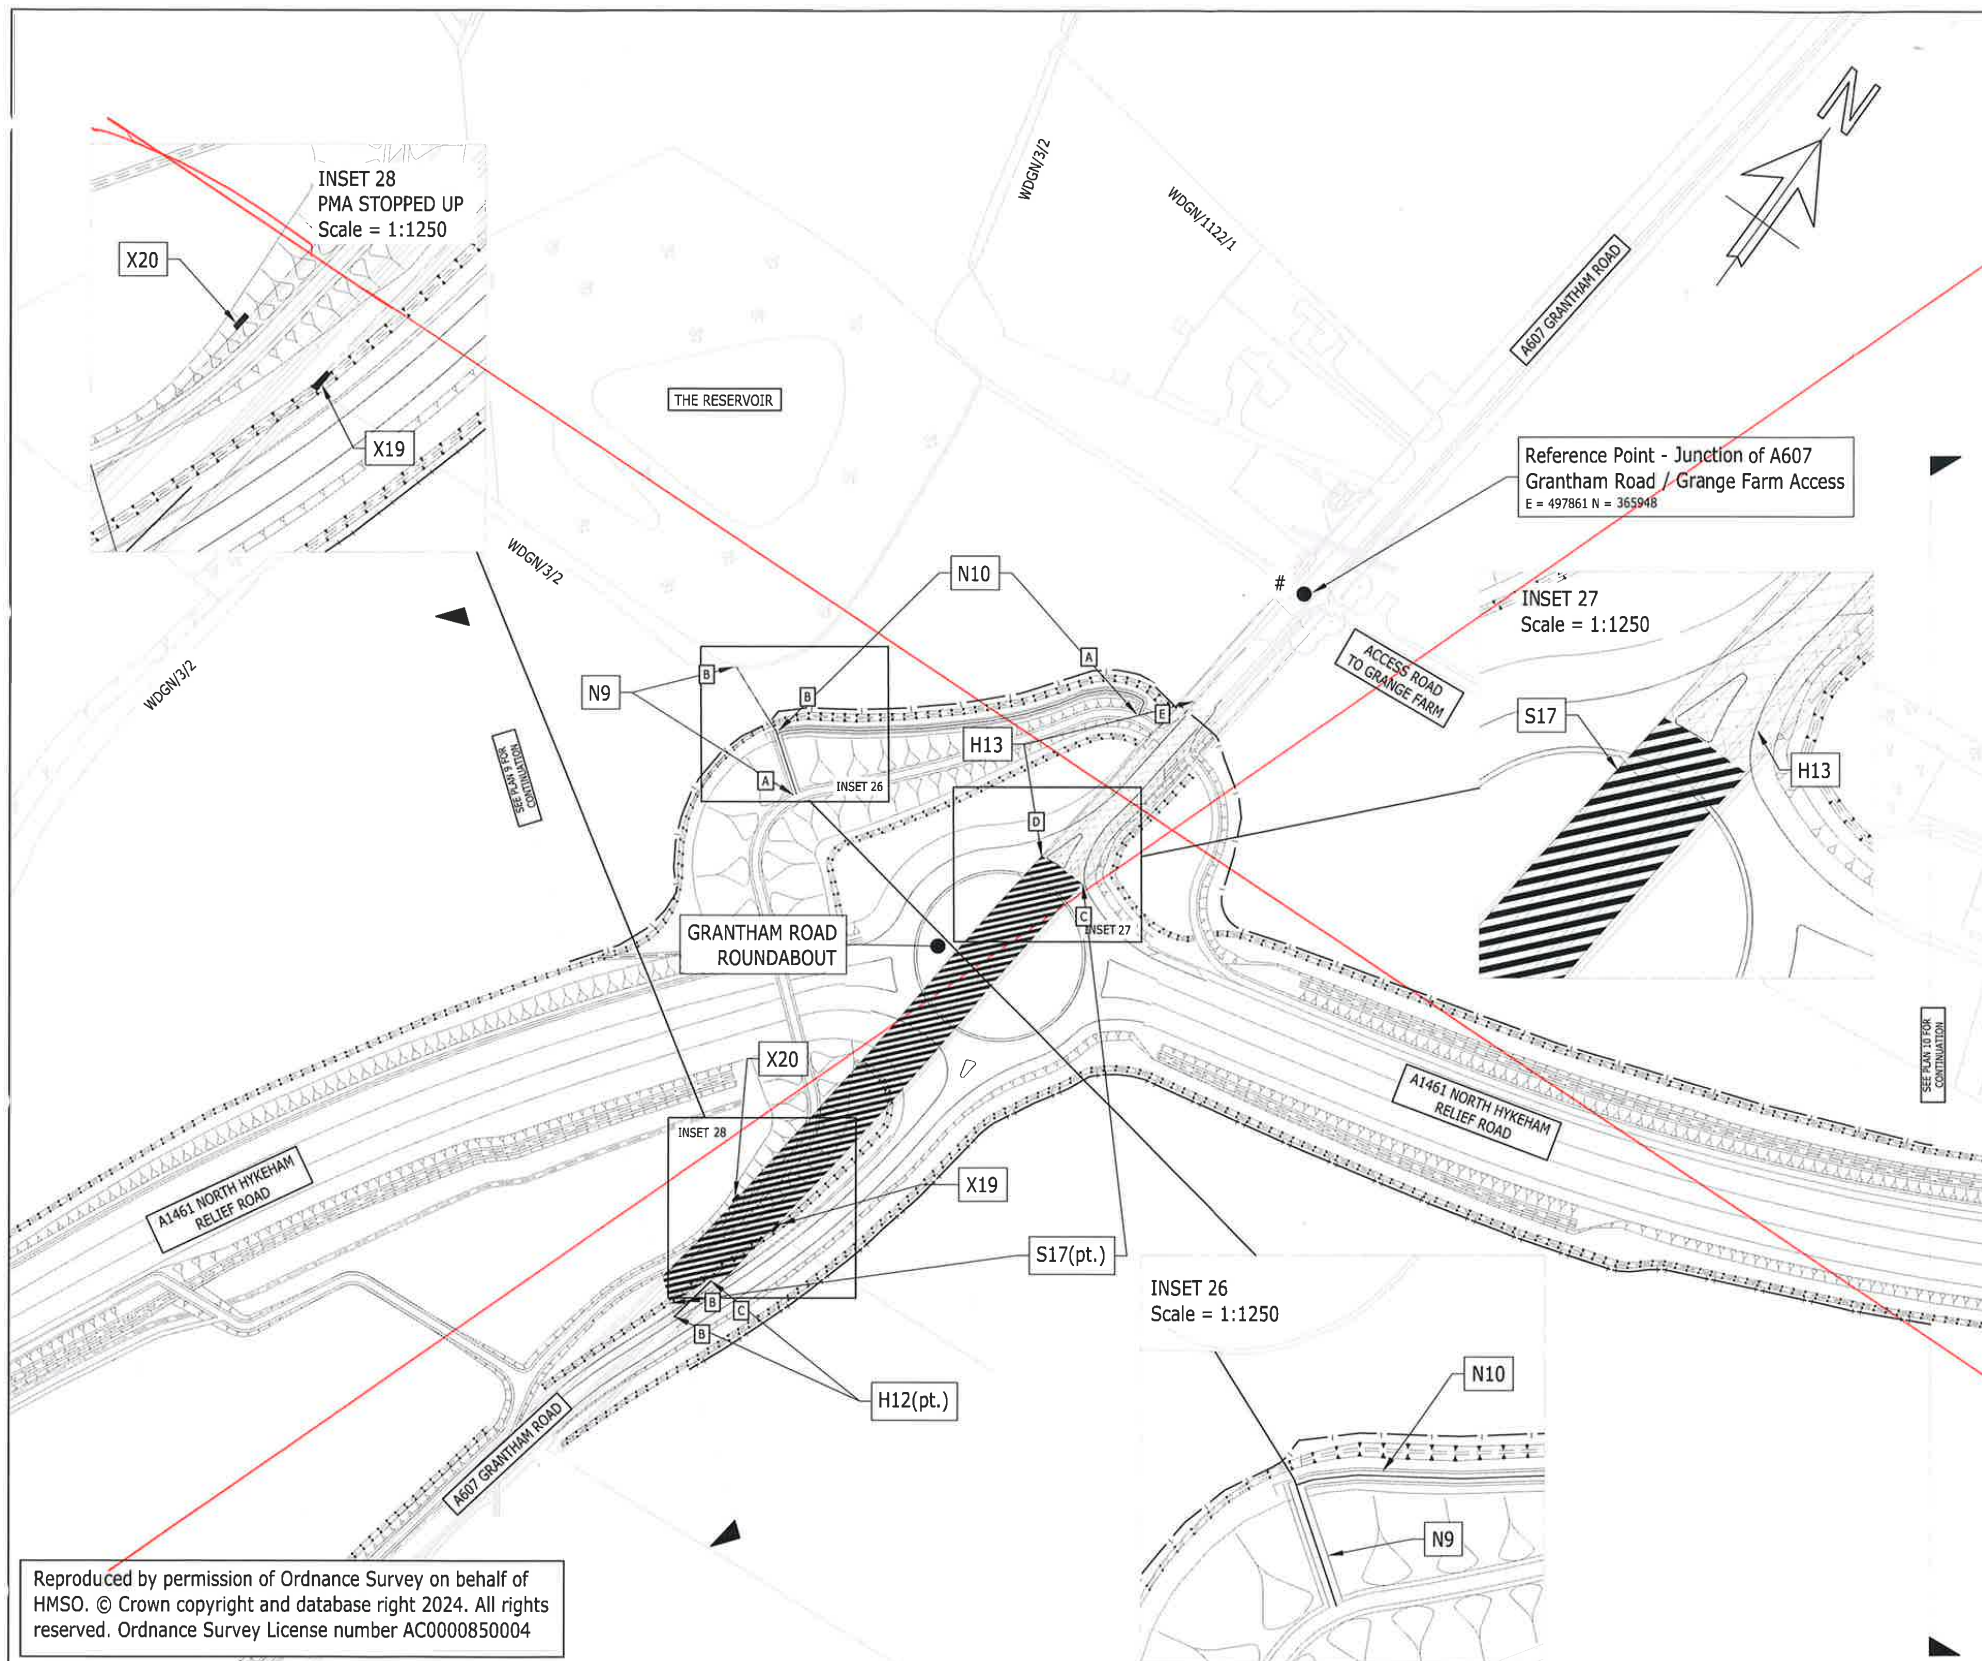 N
INSET 28
PMA STOPPED UP
Scale = 1:1250
X20
X19
WDGN/3/2
WDGN/1122/1
A607 GRANTHAM ROAD
THE RESERVOIR
Reference Point - Junction of A607
Grantham Road / Grange Farm Access
E = 497861 N = 365948
#
WDGN/3/2
N10
INSET 27
Scale = 1:1250
S17
H13
ACCESS ROAD
TO GRANGE FARM
WDGN/3/2
N9
B
B
A
E
A
INSET 26
H13
D
C
INSET 27
SEE PLAN 9 FOR
CONTINUATION
GRANTHAM ROAD
ROUNDABOUT
X20
INSET 28
X19
A1461 NORTH HYKEHAM
RELIEF ROAD
A1461 NORTH HYKEHAM
RELIEF ROAD
SEE PLAN 10 FOR
CONTINUATION
S17(pt.)
B
C
B
H12(pt.)
A607 GRANTHAM ROAD
INSET 26
Scale = 1:1250
N10
N9
Reproduced by permission of Ordnance Survey on behalf of
HMSO. © Crown copyright and database right 2024. All rights
reserved. Ordnance Survey License number AC0000850004